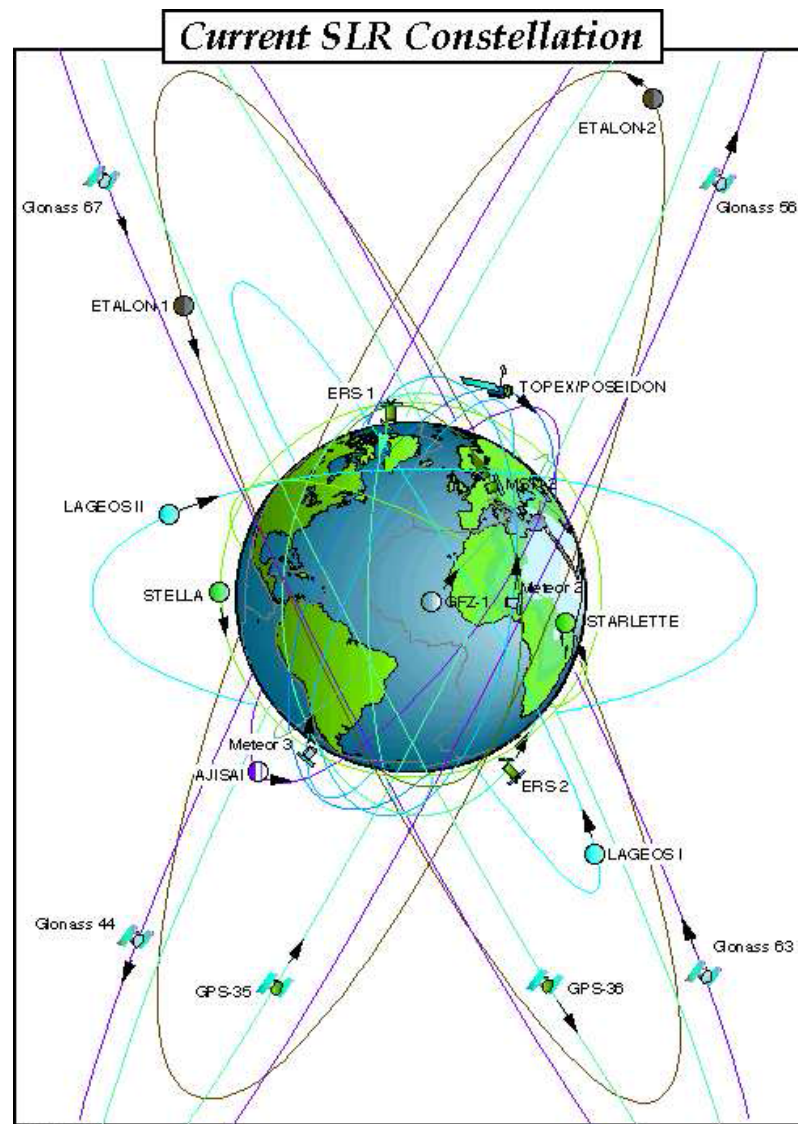 Current SLR Constellation
ETALON-2
Glonass 67
Glonass 56
ETALON-1
ERS 1
TOPEX/POSEIDON
LAGEOS II
STELLA
GFZ-1
Meteor 2
STARLETTE
Meteor 3
AJISAI
ERS 2
LAGEOS I
Glonass 44
Glonass 63
GPS-35
GPS-36